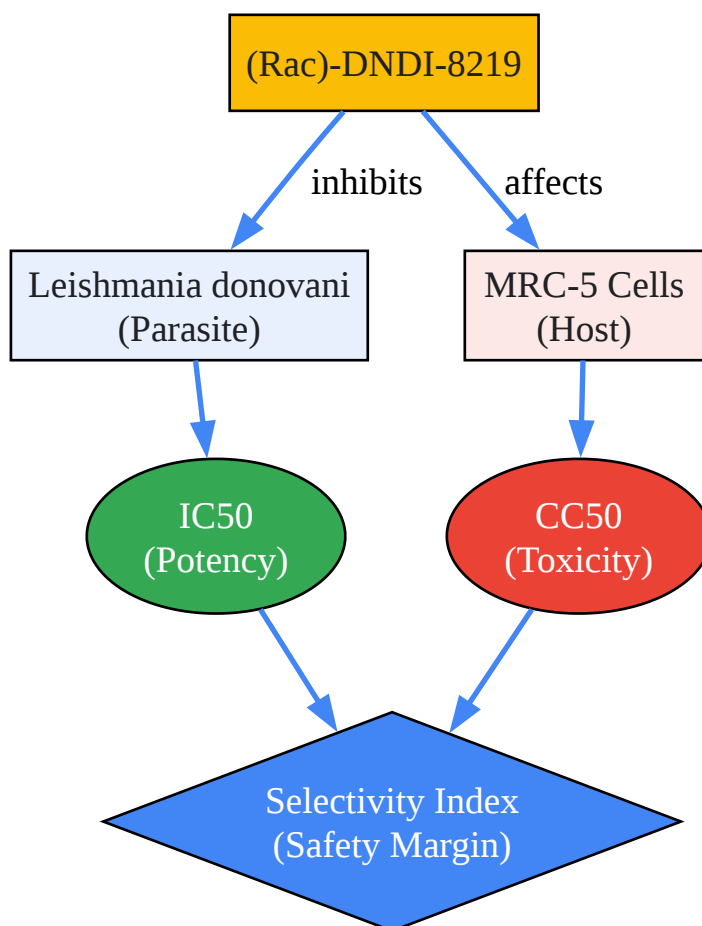 (Rac)-DNDI-8219
inhibits
affects
Leishmania donovani
(Parasite)
MRC-5 Cells
(Host)
IC50
(Potency)
CC50
(Toxicity)
Selectivity Index
(Safety Margin)